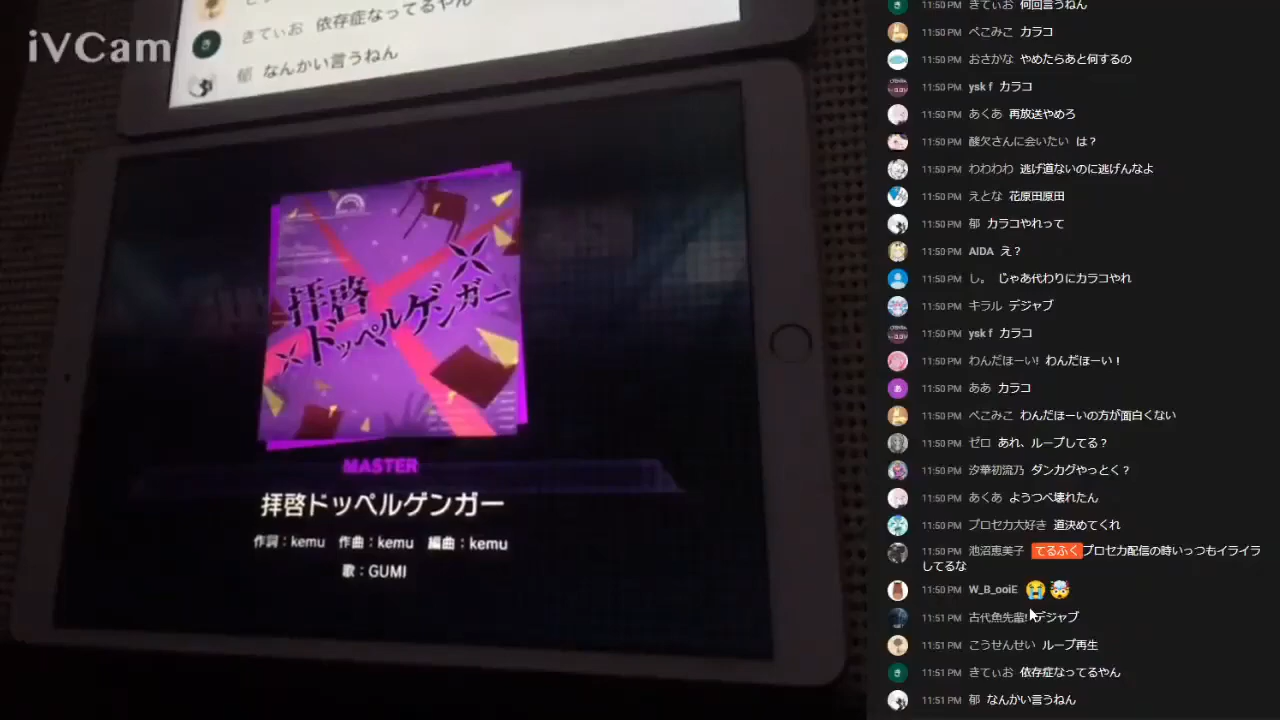 iVCam
きてぃお 依存症なってるやん
郁 なんかい言うねん
拝啓
ドッペルゲンガー
MASTER
拝啓ドッペルゲンガー
作詞：kemu 作曲：kemu 編曲：kemu
歌：GUMI
11:50 PM きてぃお 何回言うねん
11:50 PM ぺこみこ カラコ
11:50 PM おさかな やめたらあと何するの
11:50 PM ysk f カラコ
11:50 PM あくあ 再放送やめろ
11:50 PM 酸欠さんに会いたい は？
11:50 PM わわわわ 逃げ道ないのに逃げんなよ
11:50 PM えとな 花原田原田
11:50 PM 郁 カラコやれって
11:50 PM AIDA え？
11:50 PM し。 じゃあ代わりにカラコやれ
11:50 PM キラル デジャブ
11:50 PM ysk f カラコ
11:50 PM わんだほーい! わんだほーい！
11:50 PM ああ カラコ
11:50 PM ぺこみこ わんだほーいの方が面白くない
11:50 PM ゼロ あれ、ループしてる？
11:50 PM 汐華初流乃 ダンカグやっとく？
11:50 PM あくあ ようつべ壊れたん
11:50 PM プロセカ大好き 道決めてくれ
11:50 PM 池沼恵美子 てるふくプロセカ配信の時いっつもイライラ
してるな
11:50 PM W_B_ooiE 😭🤯
11:51 PM 古代魚先輩! デジャブ
11:51 PM こうせんせい ループ再生
11:51 PM きてぃお 依存症なってるやん
11:51 PM 郁 なんかい言うねん